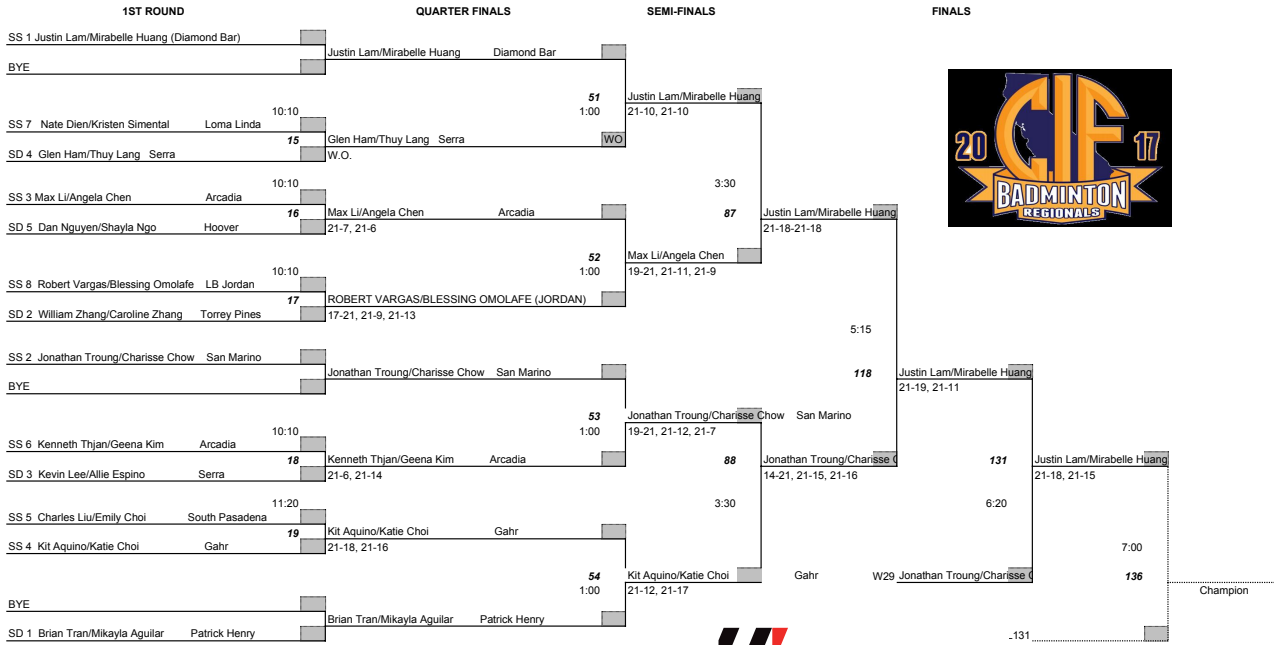 1ST ROUND QUARTER FINALS SEMI-FINALS FINALS
SS 1 Justin Lam/Mirabelle Huang (Diamond Bar)
Justin Lam/Mirabelle Huang Diamond Bar
BYE
51 Justin Lam/Mirabelle Huang
10:10 1:00 21-10, 21-10
SS 7 Nate Dien/Kristen Simental Loma Linda
15 Glen Ham/Thuy Lang Serra WO
SD 4 Glen Ham/Thuy Lang Serra W.O.
20 CIF 17
BADMINTON
REGIONALS
10:10 3:30
SS 3 Max Li/Angela Chen Arcadia
16 Max Li/Angela Chen Arcadia 87 Justin Lam/Mirabelle Huang
SD 5 Dan Nguyen/Shayla Ngo Hoover 21-7, 21-6 21-18-21-18
52 Max Li/Angela Chen
10:10 1:00 19-21, 21-11, 21-9
SS 8 Robert Vargas/Blessing Omolafe LB Jordan
17 ROBERT VARGAS/BLESSING OMOLAFE (JORDAN)
SD 2 William Zhang/Caroline Zhang Torrey Pines 17-21, 21-9, 21-13
5:15
SS 2 Jonathan Troung/Charisse Chow San Marino
Jonathan Troung/Charisse Chow San Marino 118 Justin Lam/Mirabelle Huang
BYE 21-19, 21-11
53 Jonathan Troung/Charisse Chow San Marino
10:10 1:00 19-21, 21-12, 21-7
SS 6 Kenneth Thjan/Geena Kim Arcadia
18 Kenneth Thjan/Geena Kim Arcadia 88 Jonathan Troung/Charisse C 131 Justin Lam/Mirabelle Huang
SD 3 Kevin Lee/Allie Espino Serra 21-6, 21-14 14-21, 21-15, 21-16 21-18, 21-15
11:20 3:30 6:20
SS 5 Charles Liu/Emily Choi South Pasadena
19 Kit Aquino/Katie Choi Gahr
SS 4 Kit Aquino/Katie Choi Gahr 21-18, 21-16 7:00
54 Kit Aquino/Katie Choi Gahr W29 Jonathan Troung/Charisse C 136
1:00 21-12, 21-17 Champion
BYE
Brian Tran/Mikayla Aguilar Patrick Henry
SD 1 Brian Tran/Mikayla Aguilar Patrick Henry
131